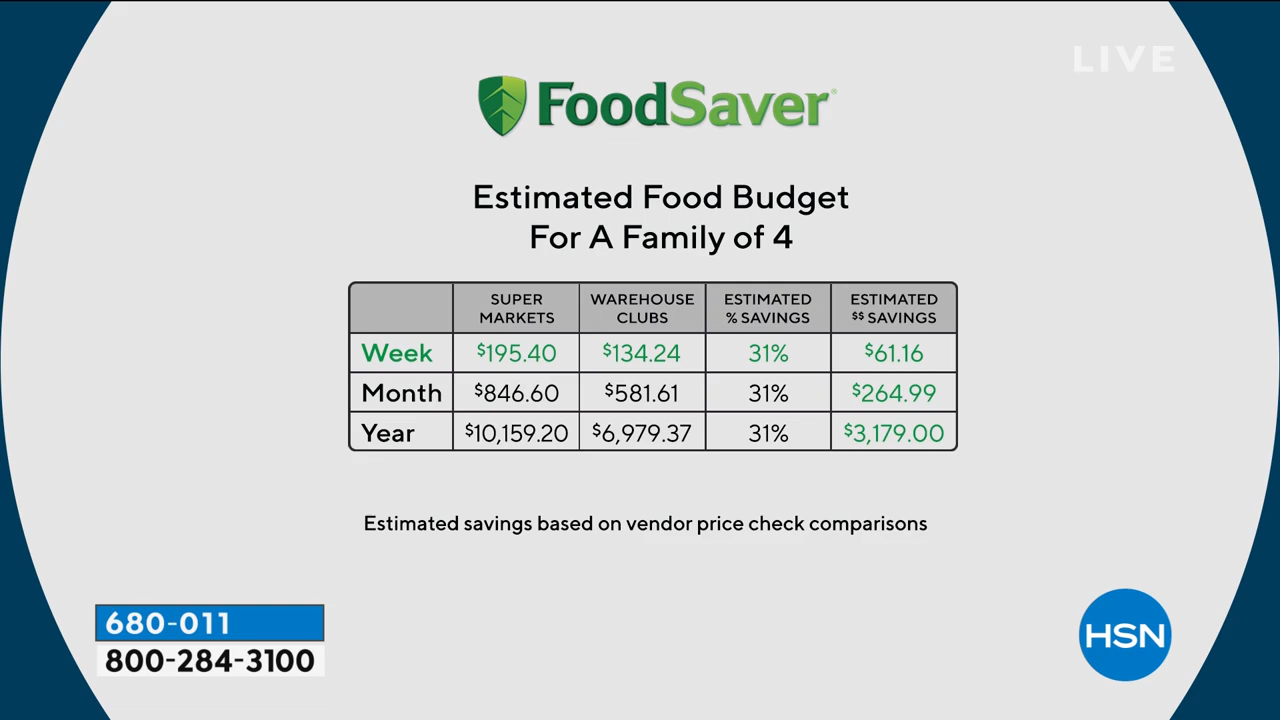 LIVE
FoodSaver
Estimated Food Budget
For A Family of 4
SUPER MARKETS WAREHOUSE CLUBS ESTIMATED % SAVINGS ESTIMATED $$ SAVINGS
Week $195.40 $134.24 31% $61.16
Month $846.60 $581.61 31% $264.99
Year $10,159.20 $6,979.37 31% $3,179.00
Estimated savings based on vendor price check comparisons
680-011
800-284-3100
HSN